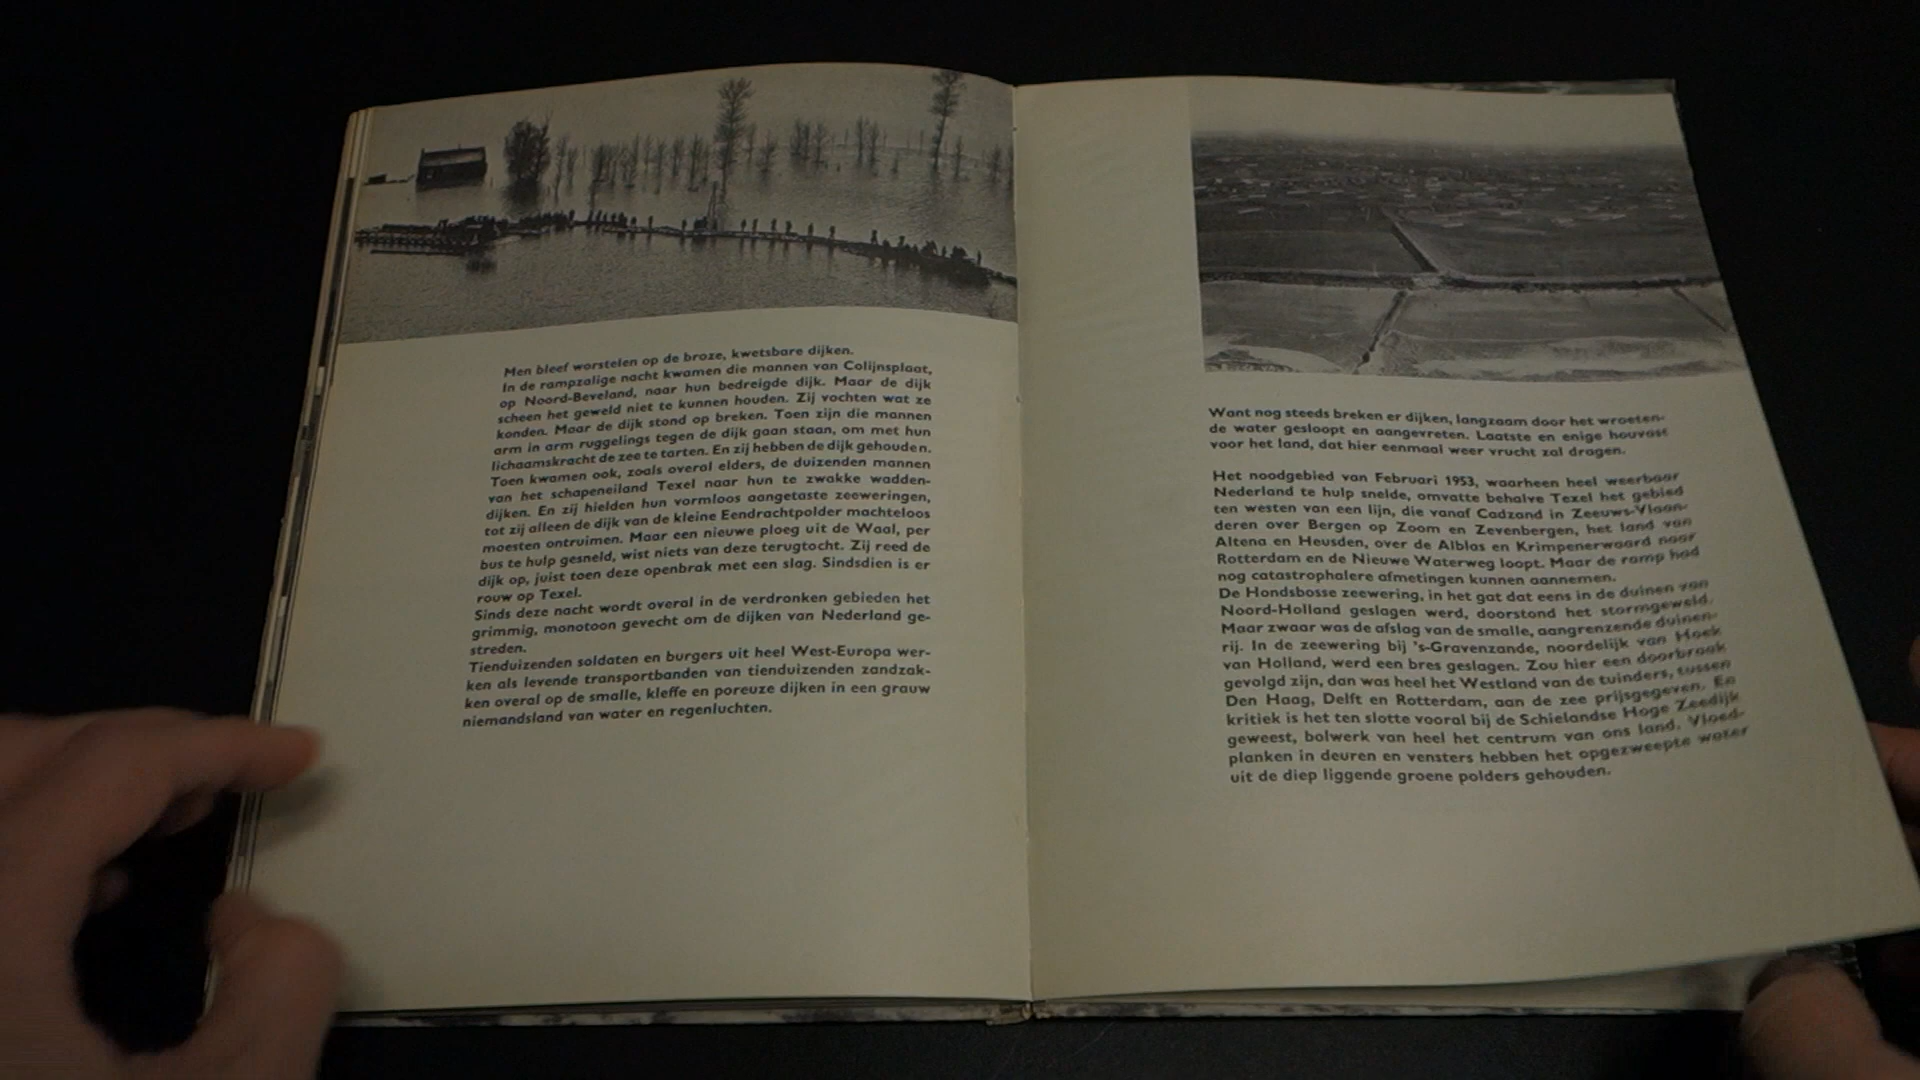 Men bleef worstelen op de broze, kwetsbare dijken.
In de rampzalige nacht kwamen die mannen van Colijnsplaat,
op Noord-Beveland, naar hun bedreigde dijk. Maar de dijk
scheen het geweld niet te kunnen houden. Zij vochten wat ze
konden. Maar de dijk stond op breken. Toen zijn die mannen
arm in arm ruggelings tegen de dijk gaan staan, om met hun
lichaamskracht de zee te tarten. En zij hebben de dijk gehouden.
Toen kwamen ook, zoals overal elders, de duizenden mannen
van het schapeneiland Texel naar hun te zwakke wadden-
dijken. En zij hielden hun vormloos aangetaste zeeweringen,
tot zij alleen de dijk van de kleine Eendrachtpolder machteloos
moesten ontruimen. Maar een nieuwe ploeg uit de Waal, per
bus te hulp gesneld, wist niets van deze terugtocht. Zij reed de
dijk op, juist toen deze openbrak met een slag. Sindsdien is er
rouw op Texel.
Sinds deze nacht wordt overal in de verdronken gebieden het
grimmig, monotoon gevecht om de dijken van Nederland ge-
streden.
Tienduizenden soldaten en burgers uit heel West-Europa wer-
ken als levende transportbanden van tienduizenden zandzak-
ken overal op de smalle, kleffe en poreuze dijken in een grauw
niemandsland van water en regenluchten.
Want nog steeds breken er dijken, langzaam door het wroeten-
de water gesloopt en aangevreten. Laatste en enige houvast
voor het land, dat hier eenmaal weer vrucht zal dragen.
Het noodgebied van Februari 1953, waarheen heel weerbaar
Nederland te hulp snelde, omvatte behalve Texel het gebied
ten westen van een lijn, die vanaf Cadzand in Zeeuws-Vlaan-
deren over Bergen op Zoom en Zevenbergen, het land van
Altena en Heusden, over de Alblas en Krimpenerwaard naar
Rotterdam en de Nieuwe Waterweg loopt. Maar de ramp had
nog catastrophalere afmetingen kunnen aannemen.
De Hondsbosse zeewering, in het gat dat eens in de duinen van
Noord-Holland geslagen werd, doorstond het stormgeweld.
Maar zwaar was de afslag van de smalle, aangrenzende duinen-
rij. In de zeewering bij 's-Gravenzande, noordelijk van Hoek
van Holland, werd een bres geslagen. Zou hier een doorbraak
gevolgd zijn, dan was heel het Westland van de tuinders, tussen
Den Haag, Delft en Rotterdam, aan de zee prijsgegeven. En
kritiek is het ten slotte vooral bij de Schielandse Hoge Zeedijk
geweest, bolwerk van heel het centrum van ons land. Vloed-
planken in deuren en vensters hebben het opgezweepte water
uit de diep liggende groene polders gehouden.